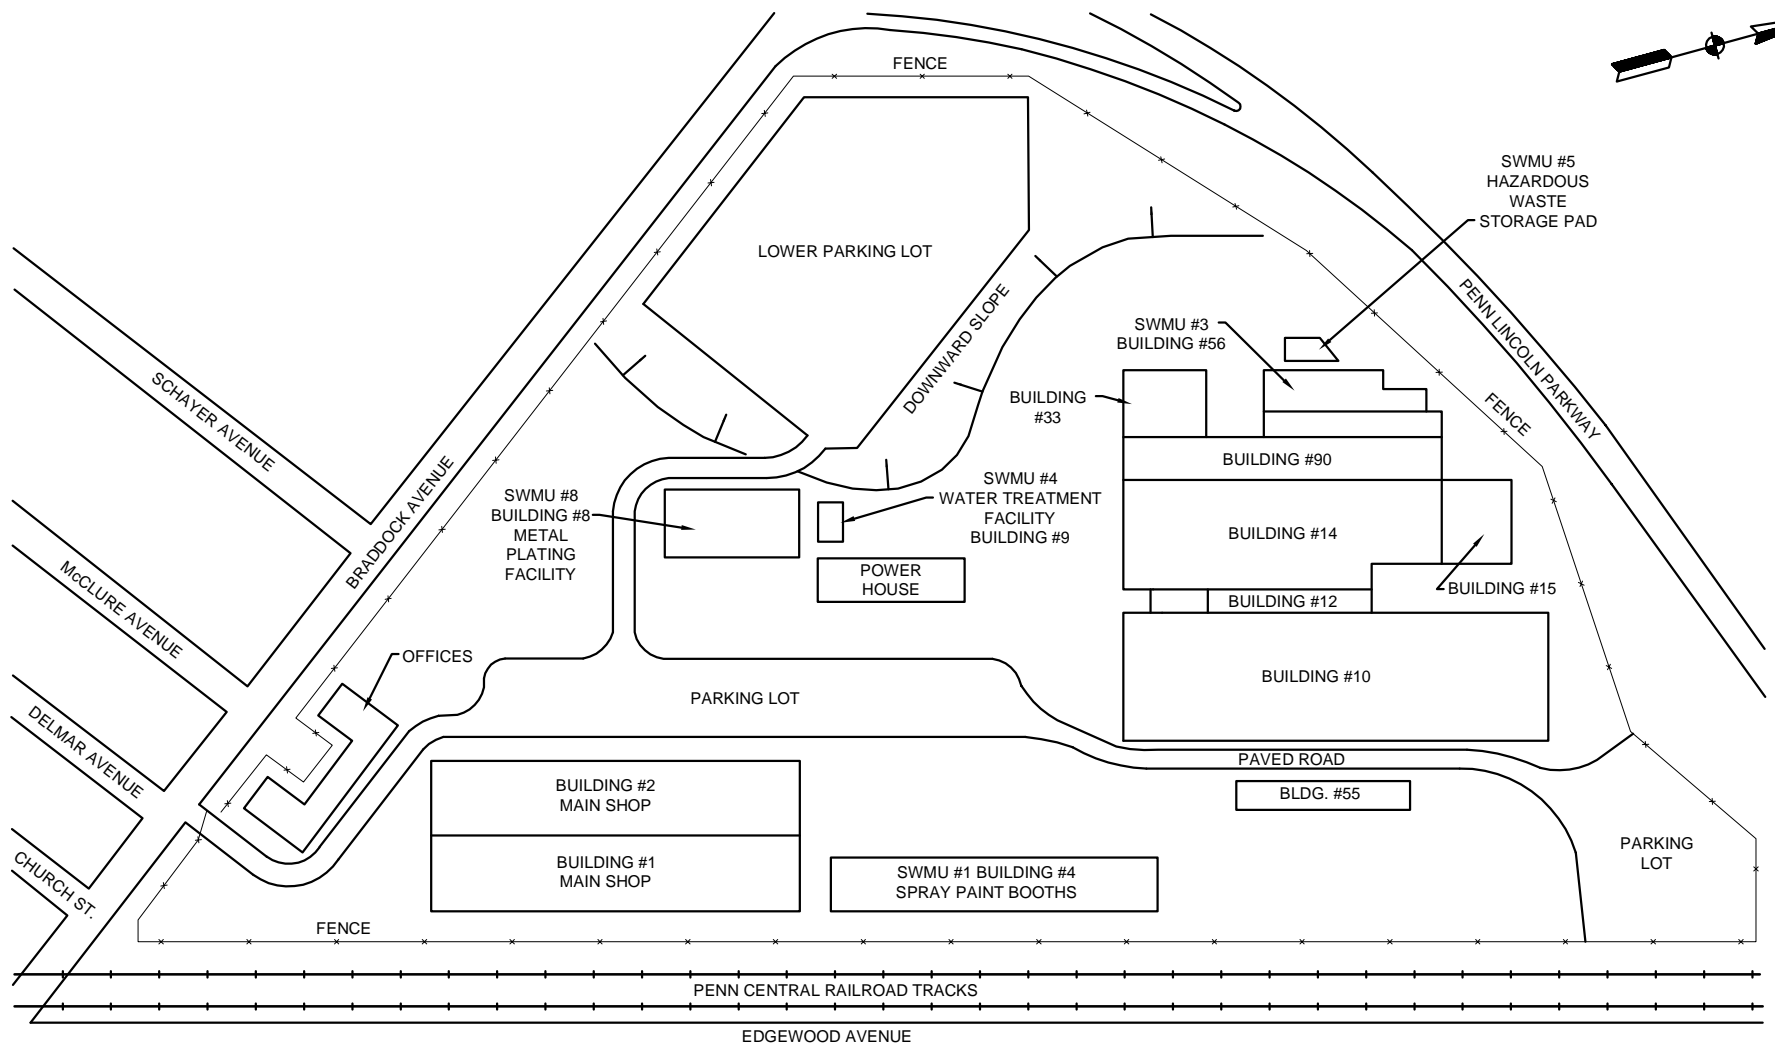 FENCE
SWMU #5
HAZARDOUS
WASTE
STORAGE PAD
LOWER PARKING LOT
PENN LINCOLN PARKWAY
DOWNWARD SLOPE
SWMU #3
BUILDING #56
SCHAYER AVENUE
BUILDING
#33
FENCE
BUILDING #90
BRADDOCK AVENUE
SWMU #8
BUILDING #8
METAL
PLATING
FACILITY
SWMU #4
WATER TREATMENT
FACILITY
BUILDING #9
BUILDING #14
POWER
HOUSE
BUILDING #15
BUILDING #12
McCLURE AVENUE
OFFICES
BUILDING #10
PARKING LOT
DELMAR AVENUE
PAVED ROAD
BUILDING #2
MAIN SHOP
BLDG. #55
PARKING
LOT
BUILDING #1
MAIN SHOP
SWMU #1 BUILDING #4
SPRAY PAINT BOOTHS
CHURCH ST.
FENCE
PENN CENTRAL RAILROAD TRACKS
EDGEWOOD AVENUE